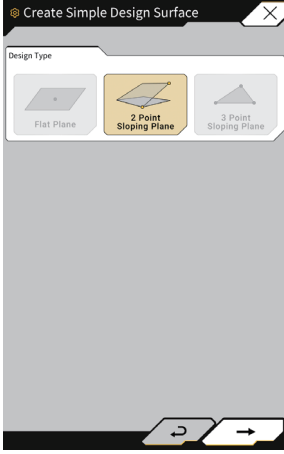 Create Simple Design Surface
Design Type
Flat Plane
2 Point
Sloping Plane
3 Point
Sloping Plane